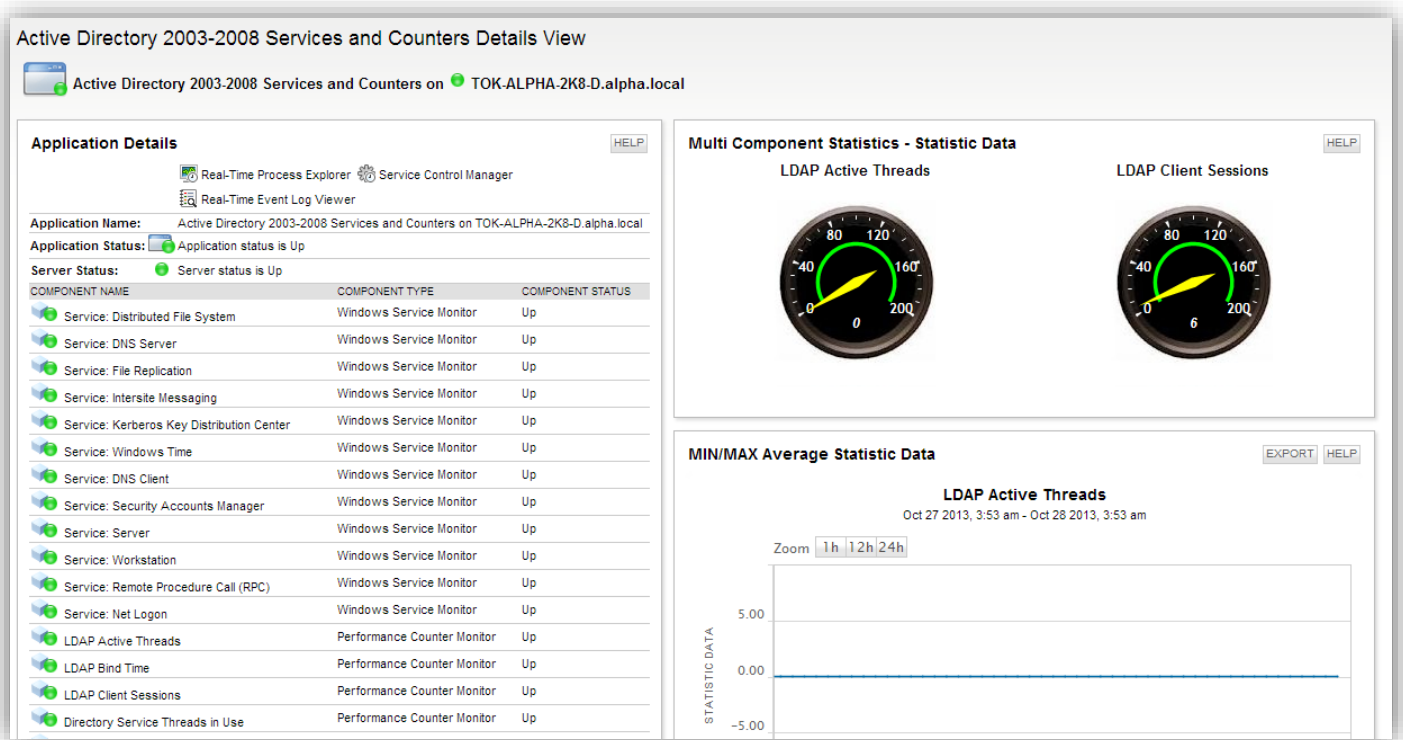 Active Directory 2003-2008 Services and Counters Details View
Active Directory 2003-2008 Services and Counters on TOK-ALPHA-2K8-D.alpha.local
Application Details
HELP
Real-Time Process Explorer Service Control Manager
Real-Time Event Log Viewer
Application Name: Active Directory 2003-2008 Services and Counters on TOK-ALPHA-2K8-D.alpha.local
Application Status: Application status is Up
Server Status: Server status is Up
COMPONENT NAME COMPONENT TYPE COMPONENT STATUS
Service: Distributed File System Windows Service Monitor Up
Service: DNS Server Windows Service Monitor Up
Service: File Replication Windows Service Monitor Up
Service: Intersite Messaging Windows Service Monitor Up
Service: Kerberos Key Distribution Center Windows Service Monitor Up
Service: Windows Time Windows Service Monitor Up
Service: DNS Client Windows Service Monitor Up
Service: Security Accounts Manager Windows Service Monitor Up
Service: Server Windows Service Monitor Up
Service: Workstation Windows Service Monitor Up
Service: Remote Procedure Call (RPC) Windows Service Monitor Up
Service: Net Logon Windows Service Monitor Up
LDAP Active Threads Performance Counter Monitor Up
LDAP Bind Time Performance Counter Monitor Up
LDAP Client Sessions Performance Counter Monitor Up
Directory Service Threads in Use Performance Counter Monitor Up
Multi Component Statistics - Statistic Data
HELP
LDAP Active Threads
0 40 80 120 160 200
0
LDAP Client Sessions
0 40 80 120 160 200
6
MIN/MAX Average Statistic Data
EXPORT HELP
LDAP Active Threads
Oct 27 2013, 3:53 am - Oct 28 2013, 3:53 am
Zoom 1h 12h 24h
STATISTIC DATA
5.00
0.00
-5.00